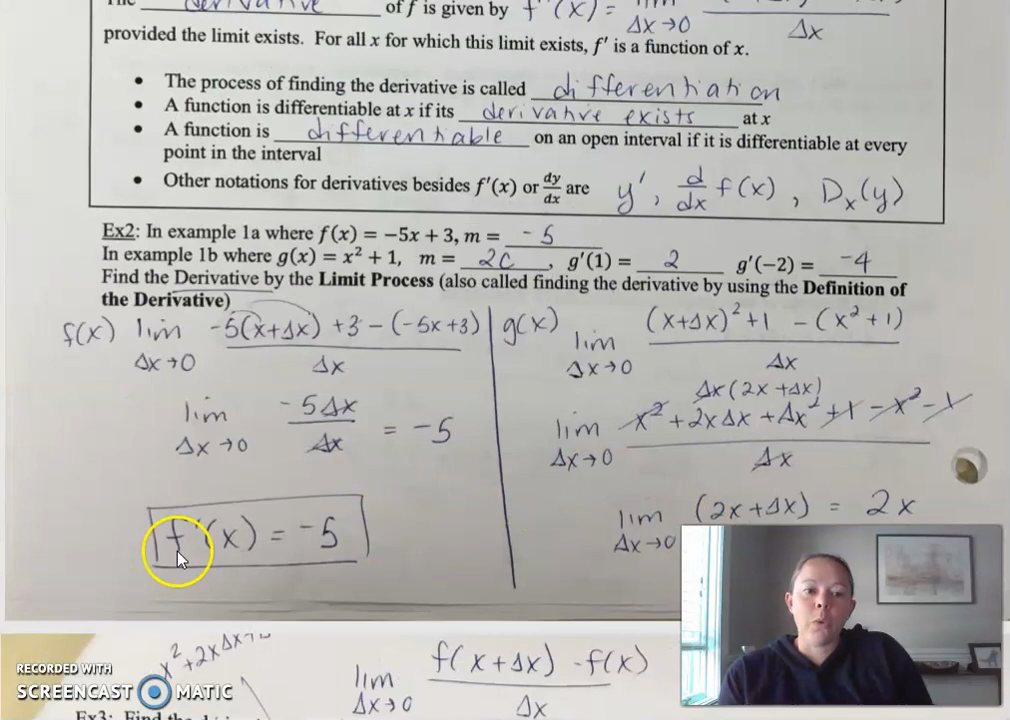 derivative of f is given by f'(x) = lim
Δx→0 Δx
provided the limit exists. For all x for which this limit exists, f′ is a function of x.
• The process of finding the derivative is called differentiation
• A function is differentiable at x if its derivative exists at x
• A function is differentiable on an open interval if it is differentiable at every
point in the interval
• Other notations for derivatives besides f′(x) or dy/dx are y', d/dx f(x), Dx(y)
Ex2: In example 1a where f(x) = −5x + 3, m = -5
In example 1b where g(x) = x² + 1, m = 2c, g′(1) = 2 g′(−2) = -4
Find the Derivative by the Limit Process (also called finding the derivative by using the Definition of
the Derivative)
f(x) lim -5(x+Δx) +3 - (-5x+3)
Δx→0 Δx
lim -5Δx
Δx→0 Δx = -5
f'(x) = -5
g(x) lim (x+Δx)² +1 - (x²+1)
Δx→0 Δx
Δx(2x+Δx)
lim x² + 2xΔx + Δx² + 1 - x² - 1
Δx→0 Δx
lim (2x+Δx) = 2x
Δx→0
x²+2xΔx+
lim f(x+Δx) - f(x)
Δx→0 Δx
RECORDED WITH
SCREENCAST MATIC
Ex3: Find the